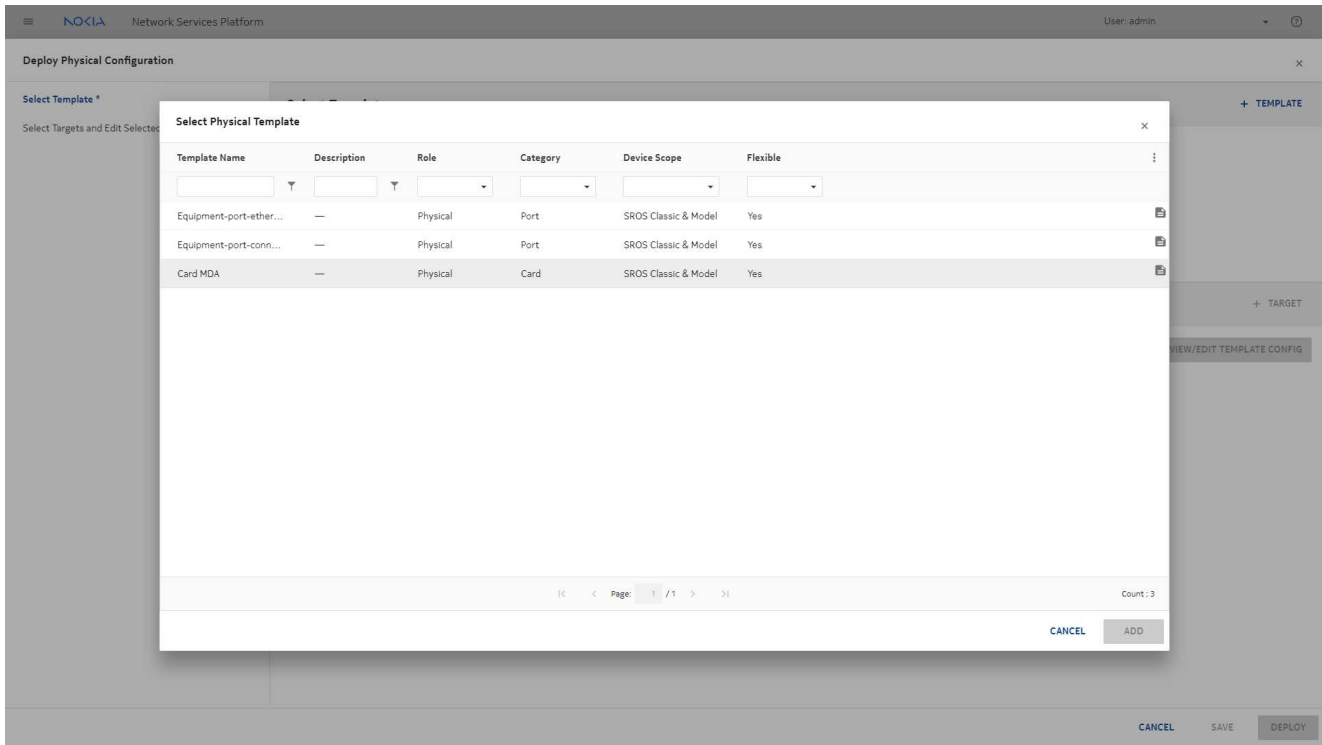 NOKIA Network Services Platform User: admin
Deploy Physical Configuration
Select Template * + TEMPLATE
Select Targets and Edit Selected
Select Physical Template
Template Name Description Role Category Device Scope Flexible
Equipment-port-ether... — Physical Port SROS Classic & Model Yes
Equipment-port-conn... — Physical Port SROS Classic & Model Yes
Card MDA — Physical Card SROS Classic & Model Yes
+ TARGET
VIEW/EDIT TEMPLATE CONFIG
Page: 1 / 1 Count : 3
CANCEL ADD
CANCEL SAVE DEPLOY